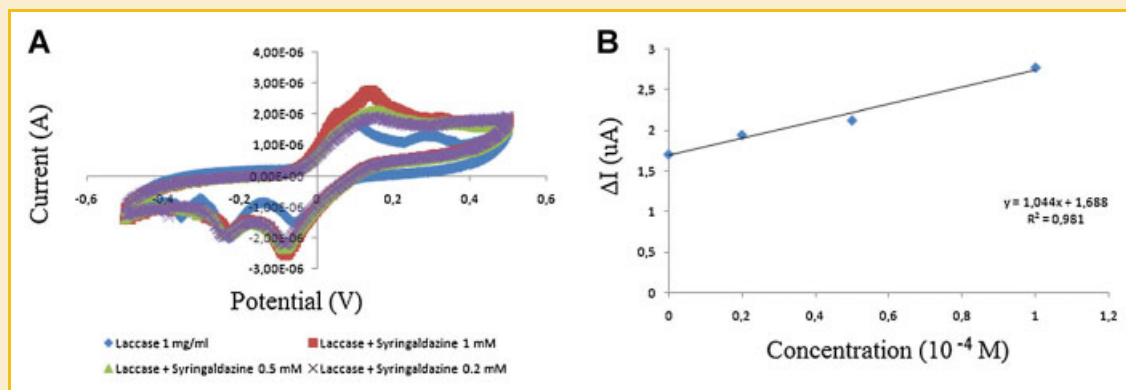 A
4,00E-06
3,00E-06
2,00E-06
1,00E-06
0,00E+00
-1,00E-06
-2,00E-06
-3,00E-06
-0,6 -0,4 -0,2 0 0,2 0,4 0,6
Current (A)
Potential (V)
Laccase 1 mg/ml Laccase + Syringaldazine 1 mM
Laccase + Syringaldazine 0.5 mM Laccase + Syringaldazine 0.2 mM
B
3
2,5
2
1,5
1
0,5
0
0 0,2 0,4 0,6 0,8 1 1,2
ΔI (uA)
y = 1,044x + 1,688
R² = 0,981
Concentration (10 -4 M)